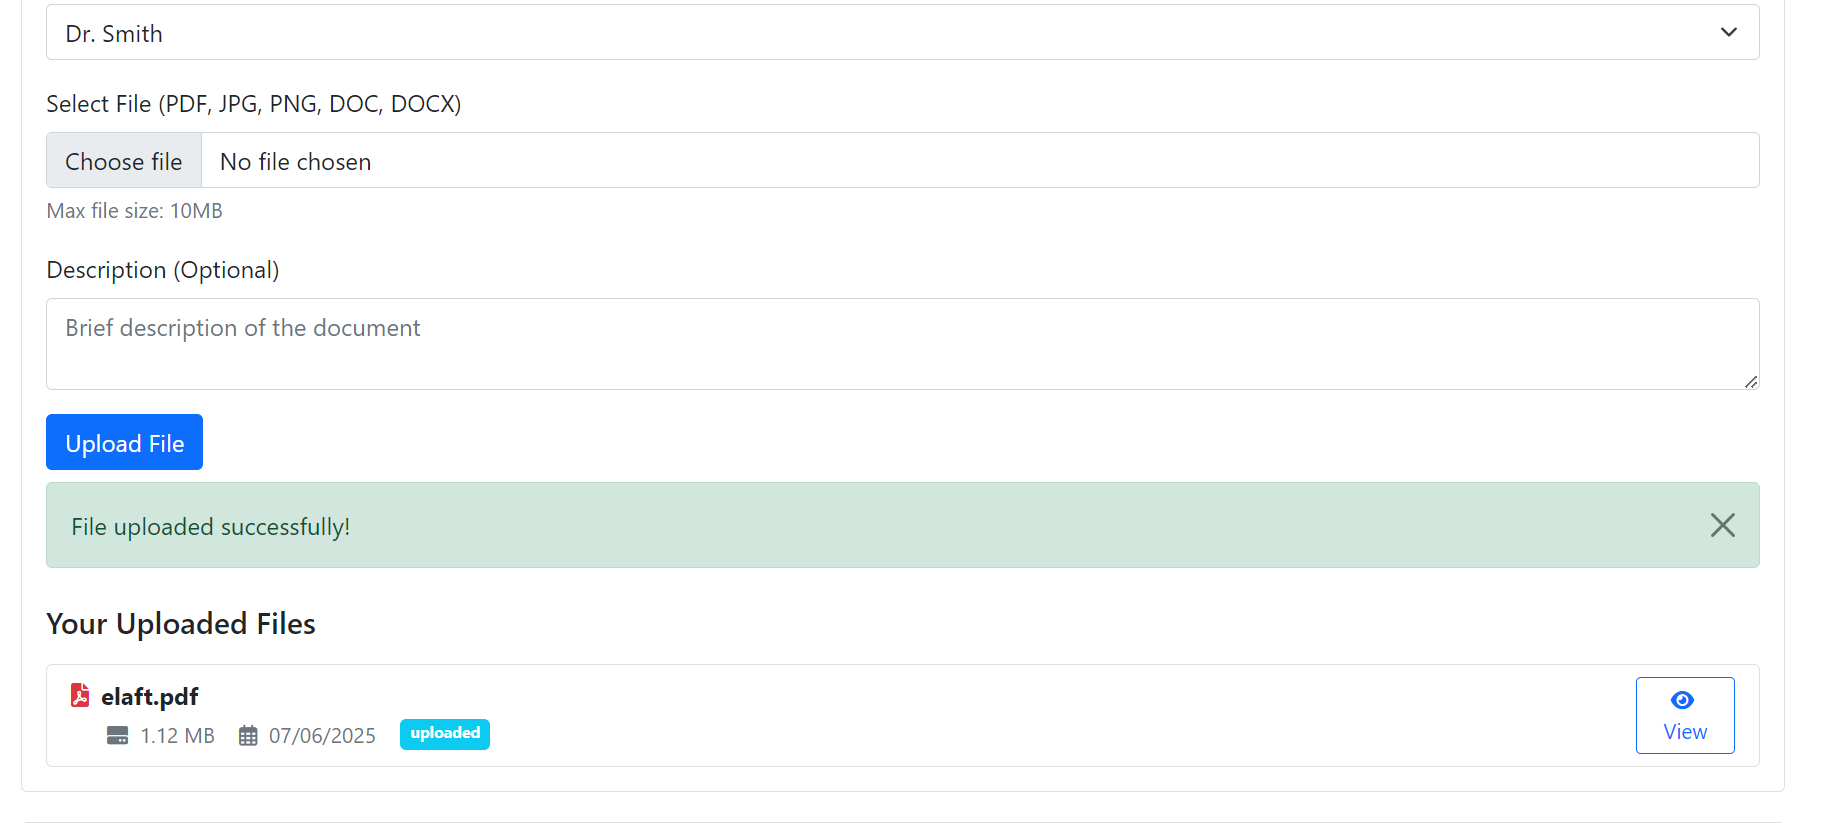 Dr. Smith
Select File (PDF, JPG, PNG, DOC, DOCX)
Choose file No file chosen
Max file size: 10MB
Description (Optional)
Brief description of the document
Upload File
File uploaded successfully!
Your Uploaded Files
elaft.pdf
1.12 MB 07/06/2025 uploaded
View